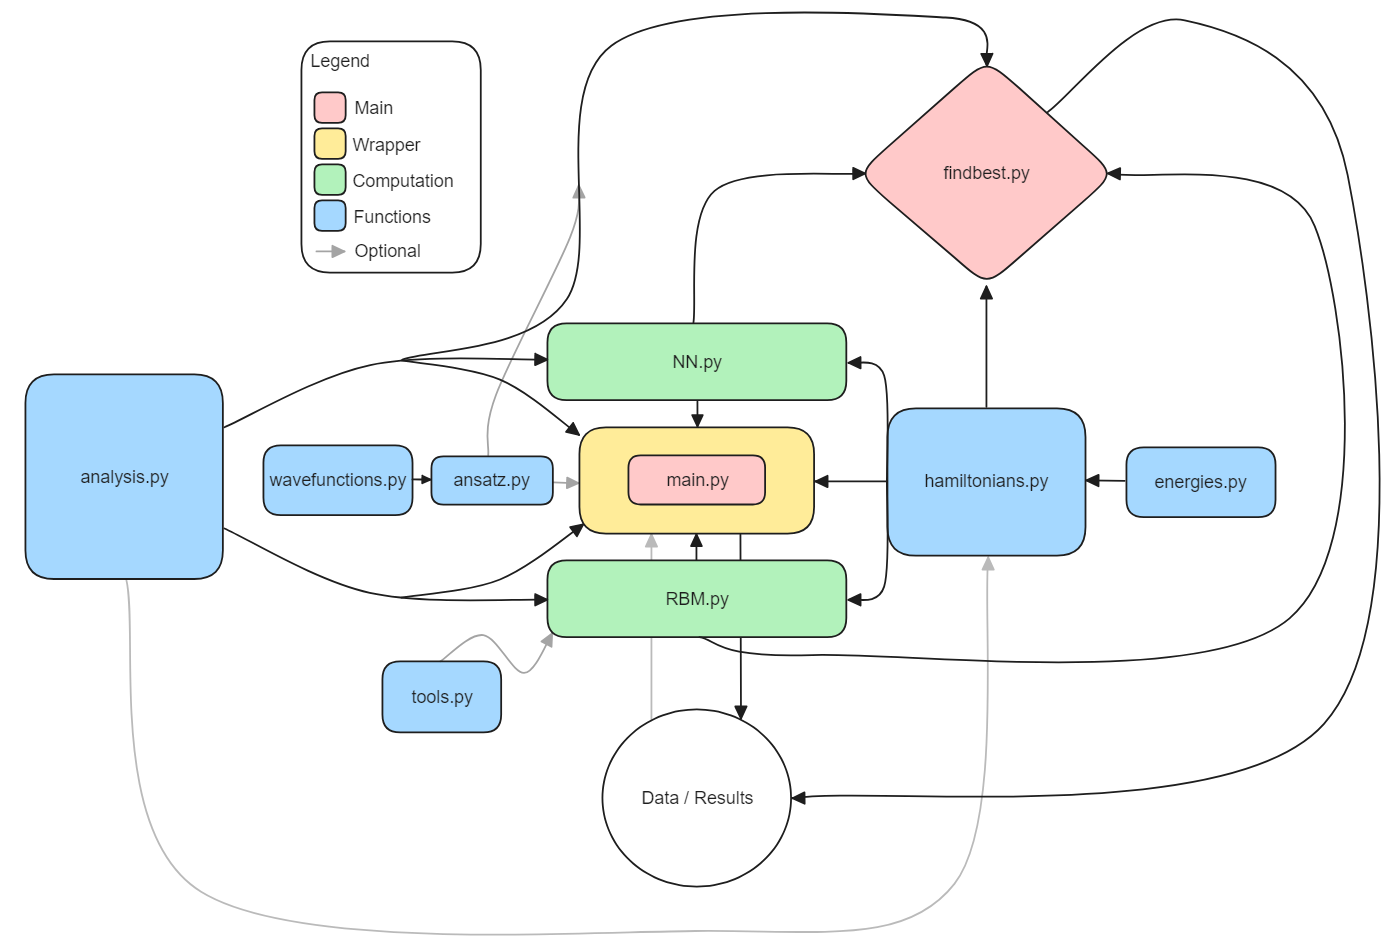 Legend
Main
Wrapper
Computation
Functions
Optional
findbest.py
NN.py
analysis.py
wavefunctions.py
ansatz.py
main.py
hamiltonians.py
energies.py
RBM.py
tools.py
Data / Results